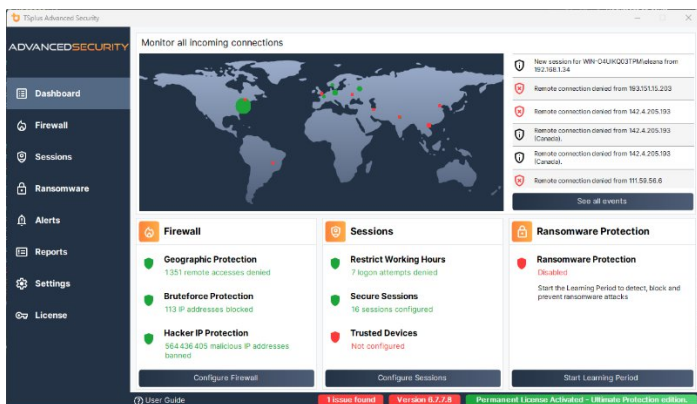 TSplus Advanced Security
ADVANCEDSECURITY
Dashboard
Firewall
Sessions
Ransomware
Alerts
Reports
Settings
License
Monitor all incoming connections
New session for WIN-O4UIKQ03TPM\eleana from
192.168.1.34
Remote connection denied from 193.151.15.203
Remote connection denied from 142.4.205.193
Remote connection denied from 142.4.205.193
(Canada).
Remote connection denied from 142.4.205.193
(Canada).
Remote connection denied from 111.59.56.6
See all events
Firewall
Geographic Protection
1351 remote accesses denied
Bruteforce Protection
113 IP addresses blocked
Hacker IP Protection
564 436 405 malicious IP addresses
banned
Configure Firewall
Sessions
Restrict Working Hours
7 logon attempts denied
Secure Sessions
16 sessions configured
Trusted Devices
Not configured
Configure Sessions
Ransomware Protection
Ransomware Protection
Disabled
Start the Learning Period to detect, block and
prevent ransomware attacks
Start Learning Period
User Guide
1 issue found
Version 6.7.7.8
Permanent License Activated - Ultimate Protection edition.